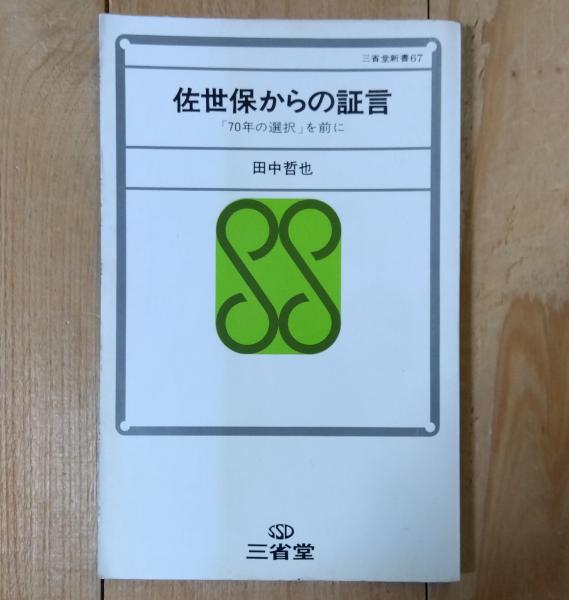 三省堂新書67
佐世保からの証言
「70年の選択」を前に
田中哲也
SS
SSD
三省堂